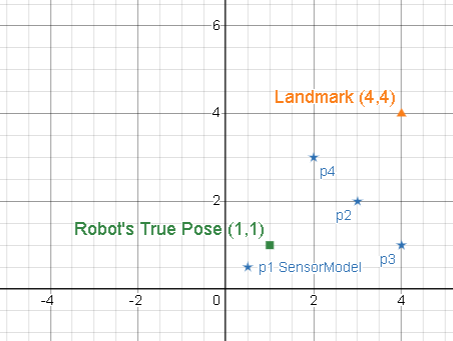 6
Landmark (4,4)
4
p4
2
p2
Robot's True Pose (1,1)
p3
p1 SensorModel
-4
-2
0
2
4